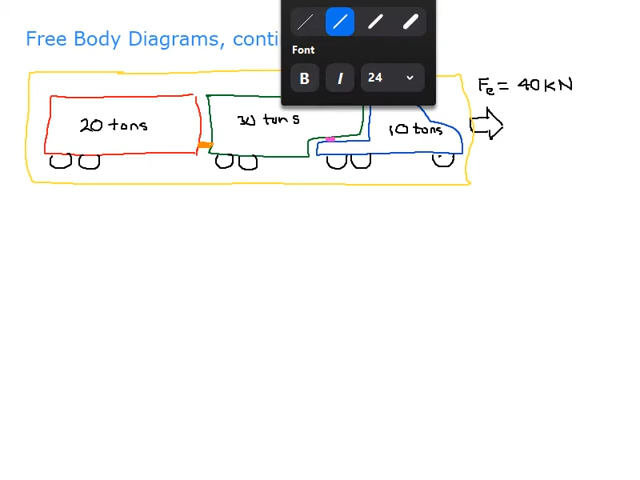 Free Body Diagrams, conti
Font
B I 24
Fe = 40 kN
20 tons
30 tons
10 tons